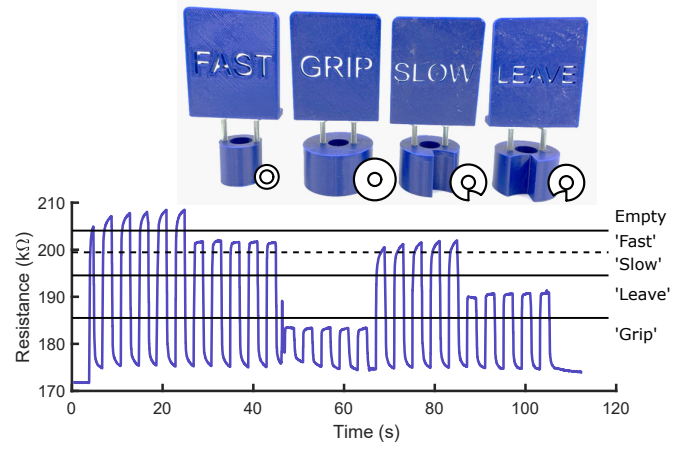 FAST GRIP SLOW LEAVE
210
200
190
180
170
Resistance (kΩ)
Empty
'Fast'
'Slow'
'Leave'
'Grip'
0 20 40 60 80 100 120
Time (s)